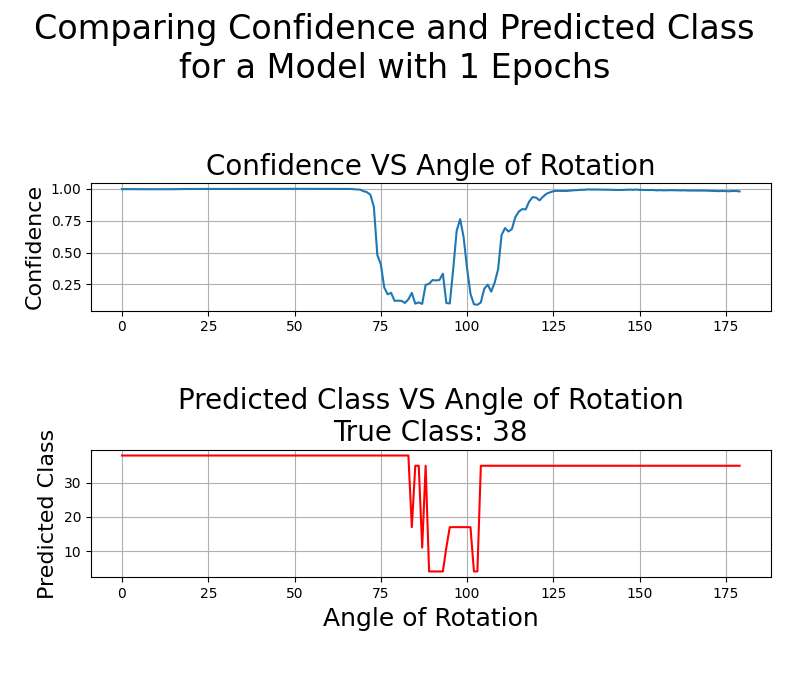 Comparing Confidence and Predicted Class
for a Model with 1 Epochs
Confidence VS Angle of Rotation
Confidence
1.00
0.75
0.50
0.25
0 25 50 75 100 125 150 175
Predicted Class VS Angle of Rotation
True Class: 38
Predicted Class
30
20
10
0 25 50 75 100 125 150 175
Angle of Rotation